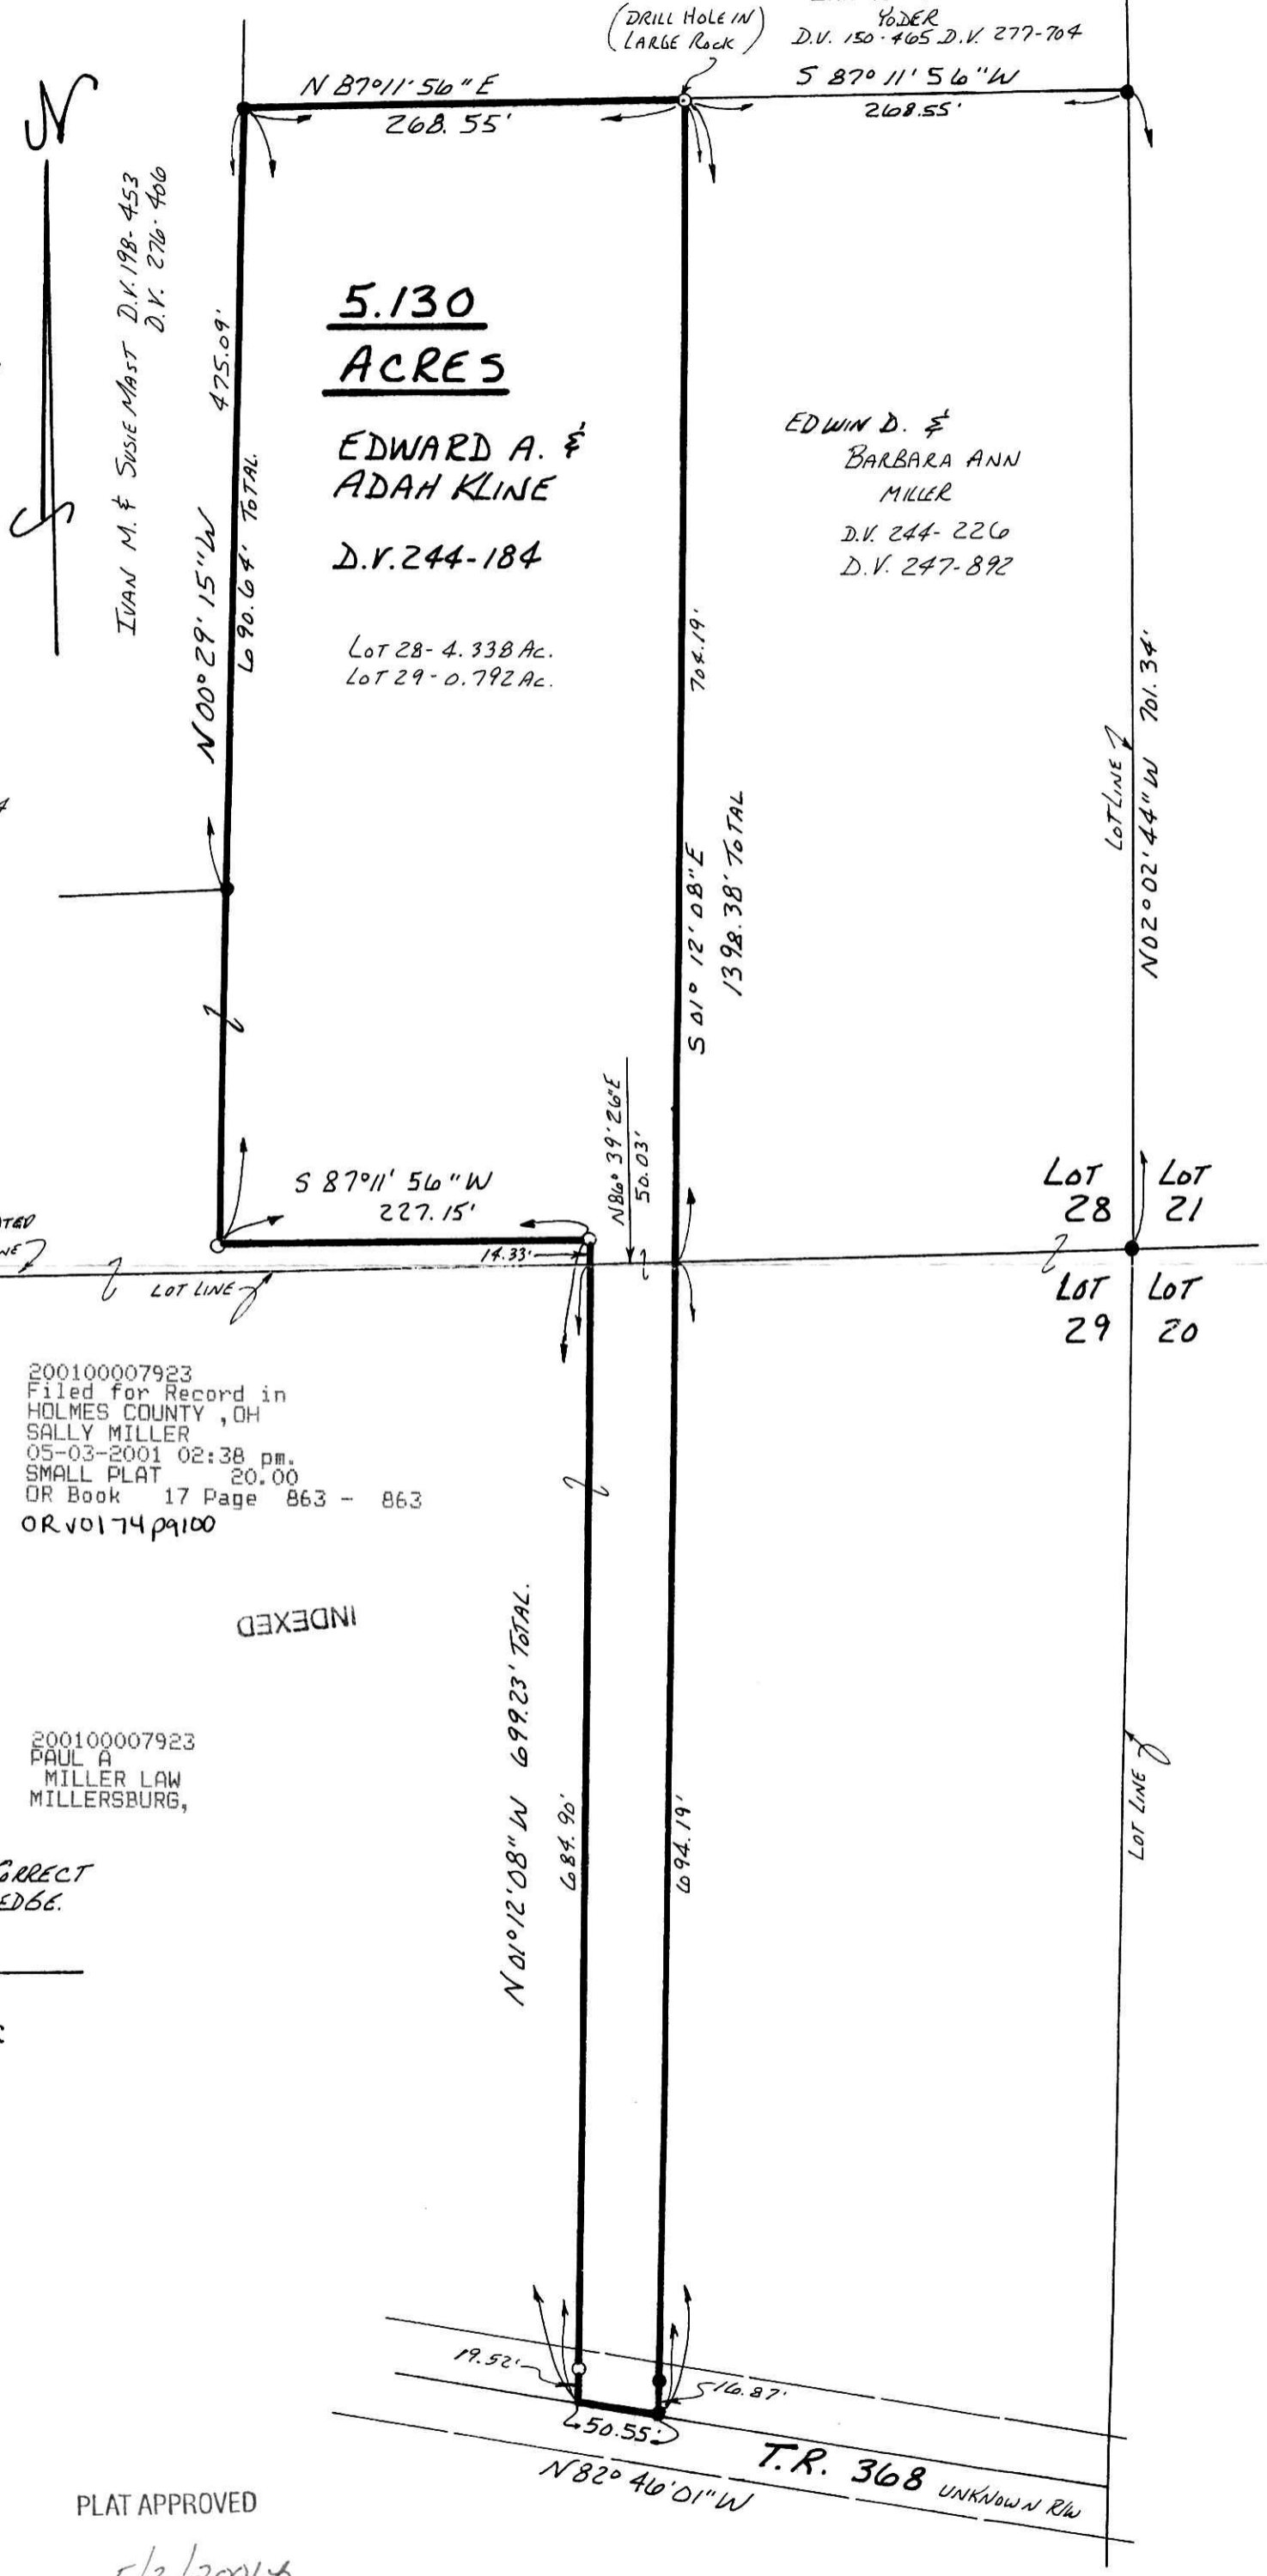 (DRILL HOLE IN)
(LARGE ROCK)
YODER
D.V. 150-465 D.V. 277-704
N 87°11'56"E
268.55'
S 87°11'56"W
268.55'
N
IVAN M. & SUSIE MAST D.V. 198-453
D.V. 276-406
475.09'
N 00°29'15"W
690.64' TOTAL.
5.130
ACRES
EDWARD A. &
ADAH KLINE
D.V. 244-184
LOT 28- 4.338 AC.
LOT 29- 0.792 AC.
EDWIN D. &
BARBARA ANN
MILLER
D.V. 244-226
D.V. 247-892
704.19'
S 01° 12' 08"E
1398.38' TOTAL
LOT LINE
N02°02'44"W 701.34'
N86°39'26"E
50.03'
S 87°11'56"W
227.15'
14.33'
LOT LINE
LOT 28
LOT 21
LOT 29
LOT 20
200100007923
Filed for Record in
HOLMES COUNTY ,OH
SALLY MILLER
05-03-2001 02:38 pm.
SMALL PLAT 20.00
OR Book 17 Page 863 - 863
ORV0174pg100
INDEXED
200100007923
PAUL A
MILLER LAW
MILLERSBURG,
N 01°12'08"W 699.23' TOTAL.
684.90'
694.19'
LOT LINE
19.52'
16.87'
50.55'
N82°46'01"W
T.R. 368 UNKNOWN R/W
PLAT APPROVED